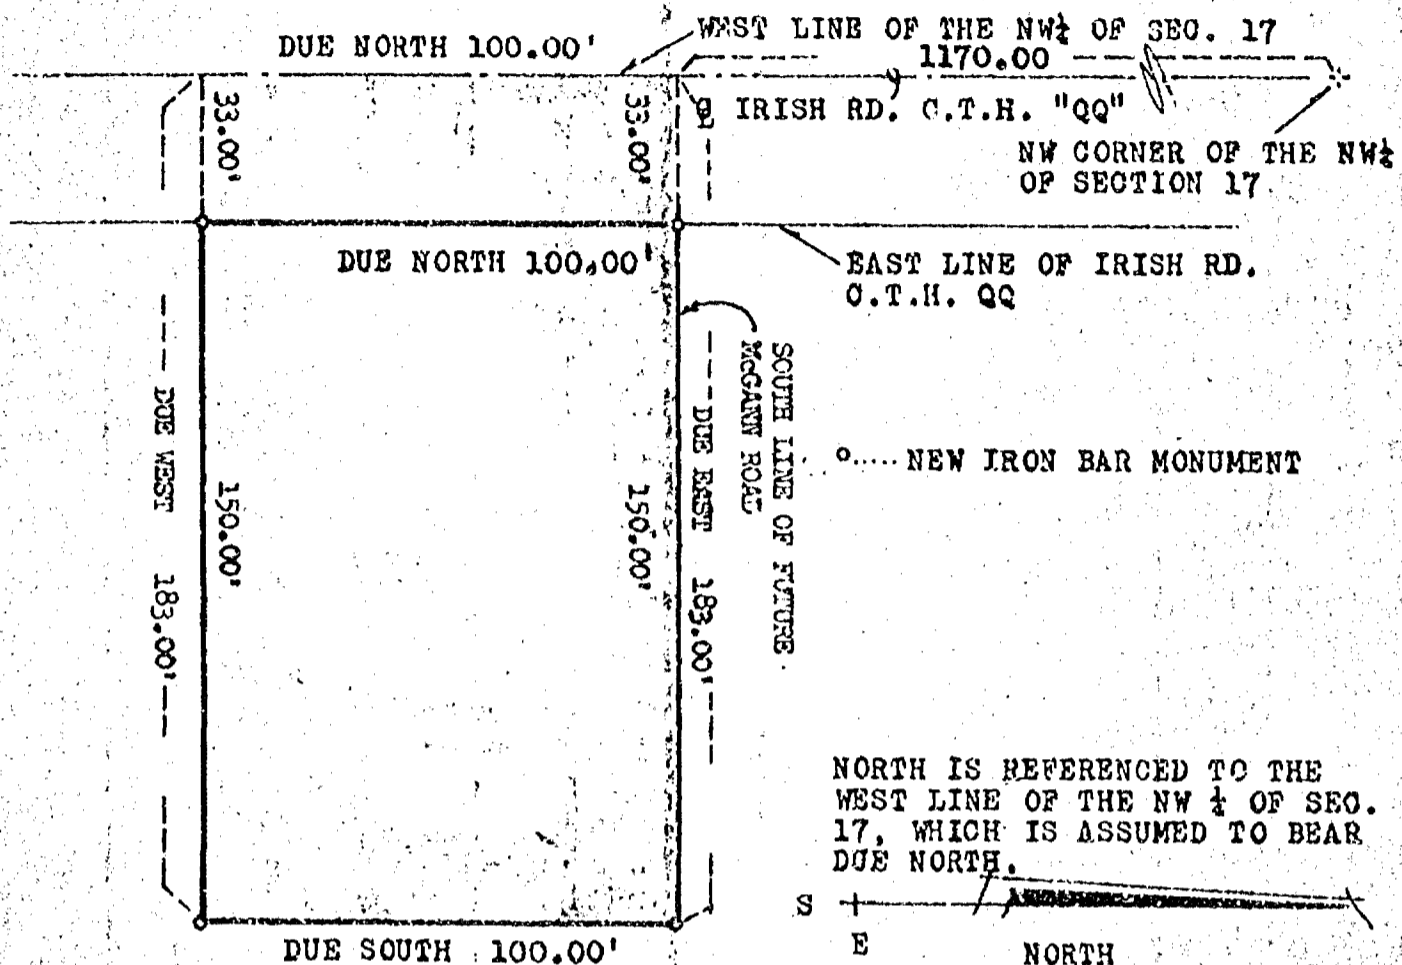 DUE NORTH 100.00'
WEST LINE OF THE NW¼ OF SEC. 17
1170.00
33.00'
33.00'
IRISH RD. C.T.H. "QQ"
NW CORNER OF THE NW¼
OF SECTION 17
DUE NORTH 100.00'
EAST LINE OF IRISH RD.
C.T.H. QQ
SOUTH LINE OF FUTURE
McGANN ROAD
DUE WEST 183.00'
150.00'
150.00'
DUE EAST 183.00'
o..... NEW IRON BAR MONUMENT
NORTH IS REFERENCED TO THE
WEST LINE OF THE NW ¼ OF SEC.
17, WHICH IS ASSUMED TO BEAR
DUE NORTH.
S
E
NORTH
DUE SOUTH 100.00'